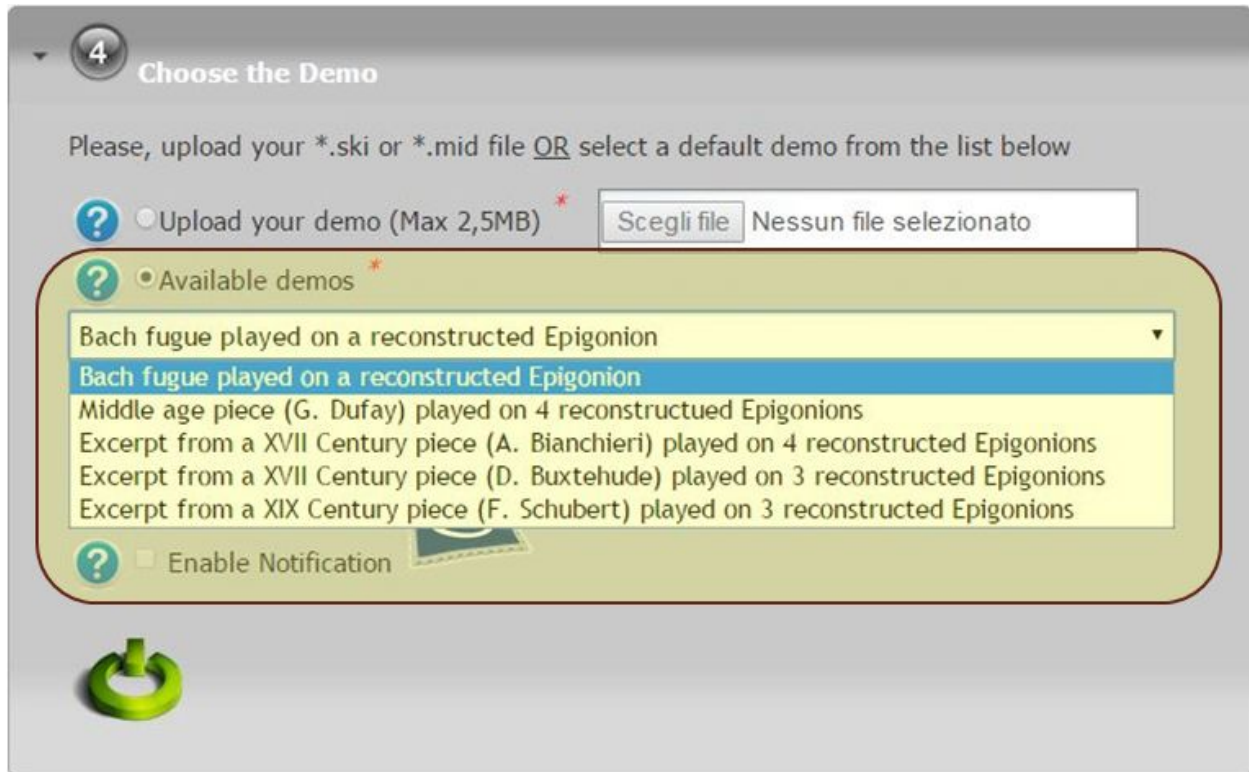 4
Choose the Demo
Please, upload your *.ski or *.mid file OR select a default demo from the list below
Upload your demo (Max 2,5MB) * Scegli file Nessun file selezionato
Available demos *
Bach fugue played on a reconstructed Epigonion
Bach fugue played on a reconstructed Epigonion
Middle age piece (G. Dufay) played on 4 reconstructued Epigonions
Excerpt from a XVII Century piece (A. Bianchieri) played on 4 reconstructed Epigonions
Excerpt from a XVII Century piece (D. Buxtehude) played on 3 reconstructed Epigonions
Excerpt from a XIX Century piece (F. Schubert) played on 3 reconstructed Epigonions
Enable Notification